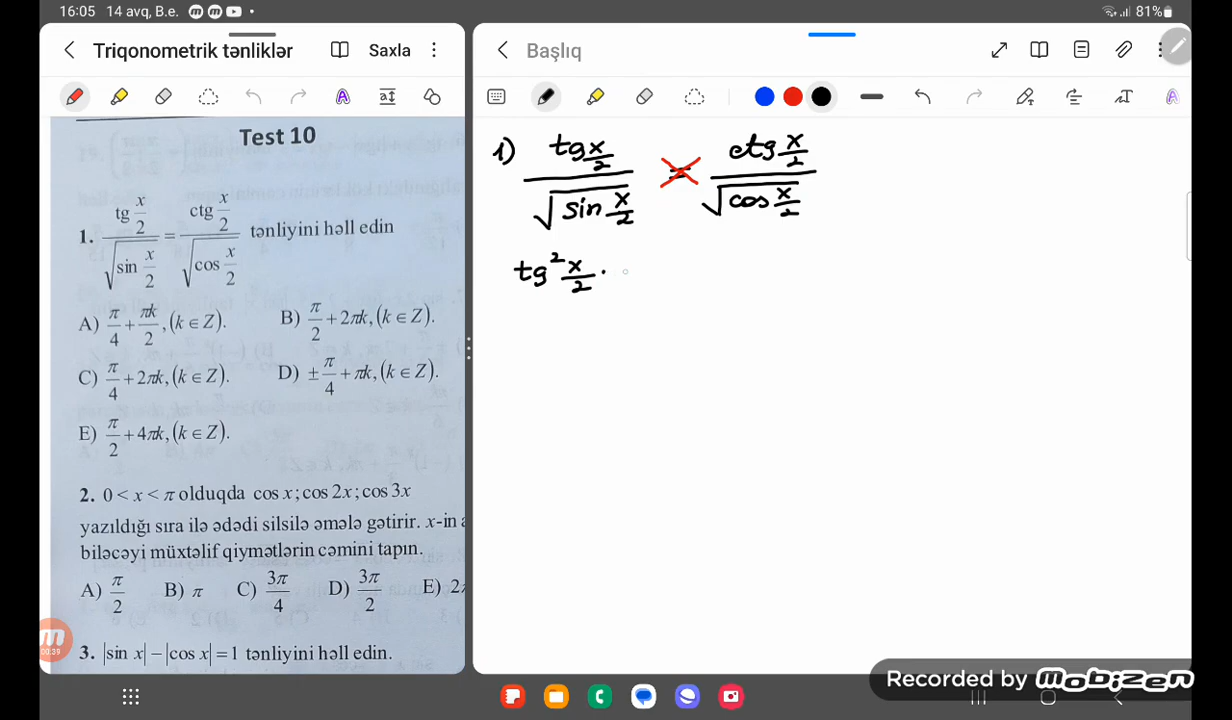 16:05 14 avq, B.e. 81%
Triqonometrik tənliklər Saxla
Başlıq
Test 10
1. tg x/2 / √(sin x/2) = ctg x/2 / √(cos x/2) tənliyini həll edin
A) π/4 + πk/2, (k ∈ Z). B) π/2 + 2πk, (k ∈ Z).
C) π/4 + 2πk, (k ∈ Z). D) ± π/4 + πk, (k ∈ Z).
E) π/2 + 4πk, (k ∈ Z).
2. 0 < x < π olduqda cos x; cos 2x; cos 3x
yazıldığı sıra ilə ədədi silsilə əmələ gətirir. x-in a
biləcəyi müxtəlif qiymətlərin cəmini tapın.
A) π/2 B) π C) 3π/4 D) 3π/2 E) 2
3. |sin x| − |cos x| = 1 tənliyini həll edin.
00:39
1) tg x/2 / √(sin x/2) = ctg x/2 / √(cos x/2)
tg² x/2 ·
Recorded by mobizen